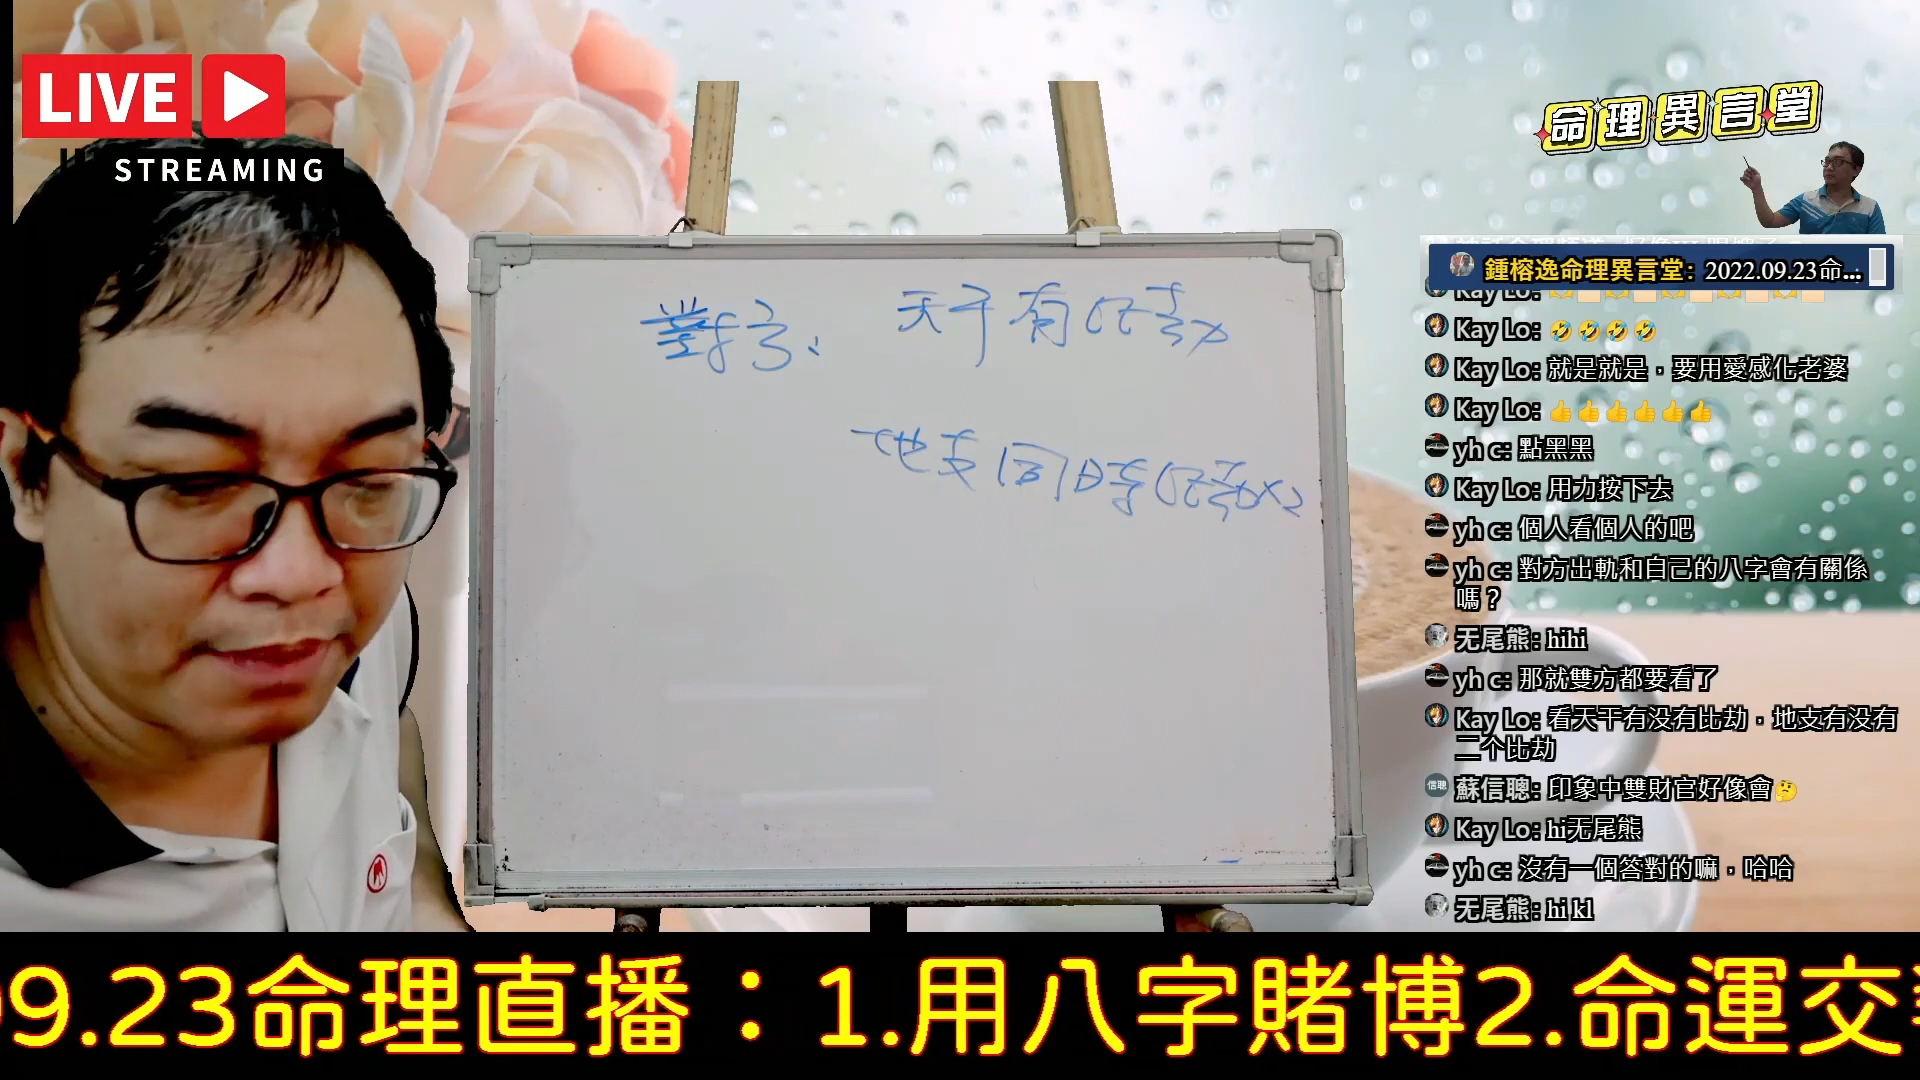 LIVE
STREAMING
命理異言堂
對方、 天干有比劫
地支同時比劫x2
鍾榕逸命理異言堂: 2022.09.23命...
Kay Lo:
Kay Lo: 🤣🤣🤣🤣
Kay Lo: 就是就是，要用愛感化老婆
Kay Lo: 👍👍👍👍👍👍
yh c: 點黑黑
Kay Lo: 用力按下去
yh c: 個人看個人的吧
yh c: 對方出軌和自己的八字會有關係
嗎？
无尾熊: hihi
yh c: 那就雙方都要看了
Kay Lo: 看天干有没有比劫，地支有没有
二个比劫
信聰 蘇信聰: 印象中雙財官好像會🤔
Kay Lo: hi无尾熊
yh c: 沒有一個答對的嘛，哈哈
无尾熊: hi kl
9.23命理直播：1.用八字賭博2.命運交